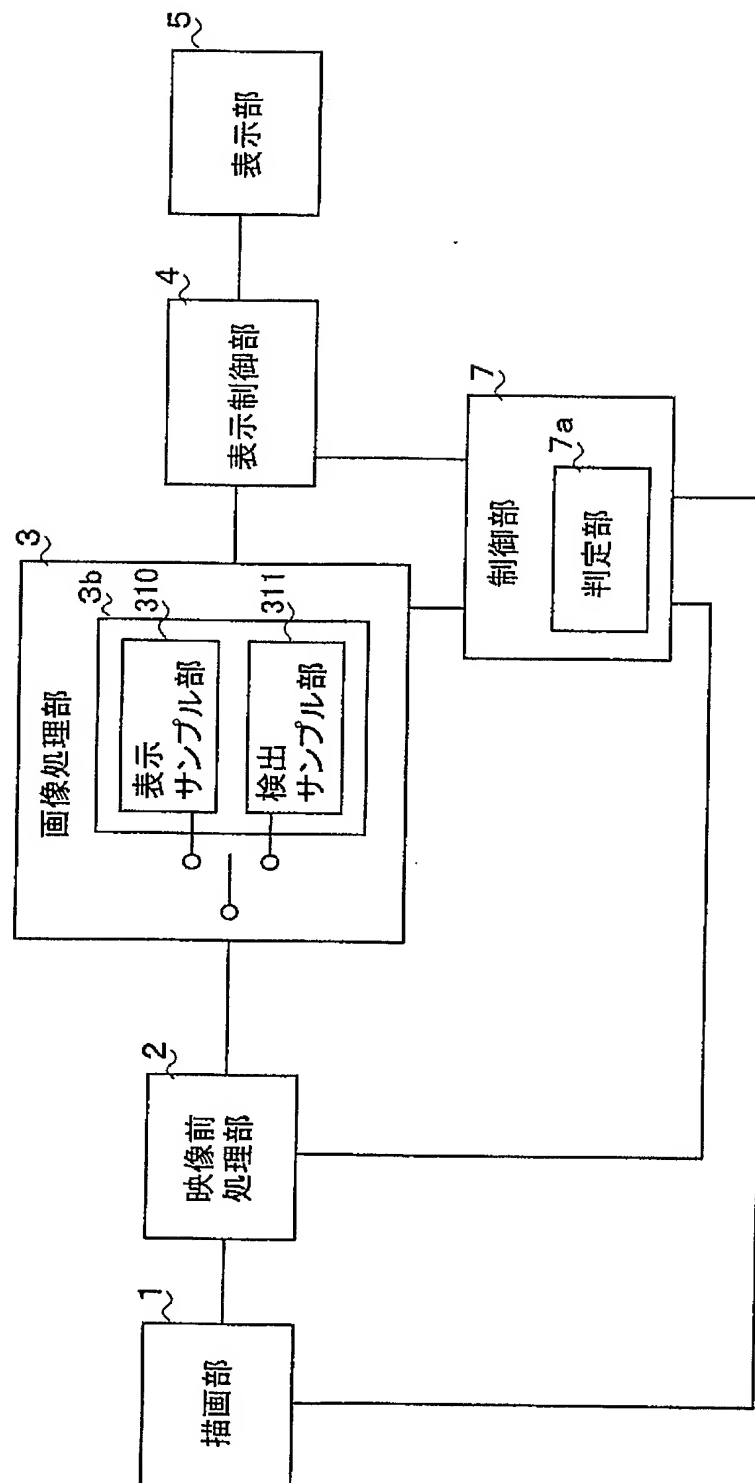 1
描画部
2
映像前
処理部
3
画像処理部
3b
310
表示
サンプル部
311
検出
サンプル部
4
表示制御部
5
表示部
7
制御部
7a
判定部